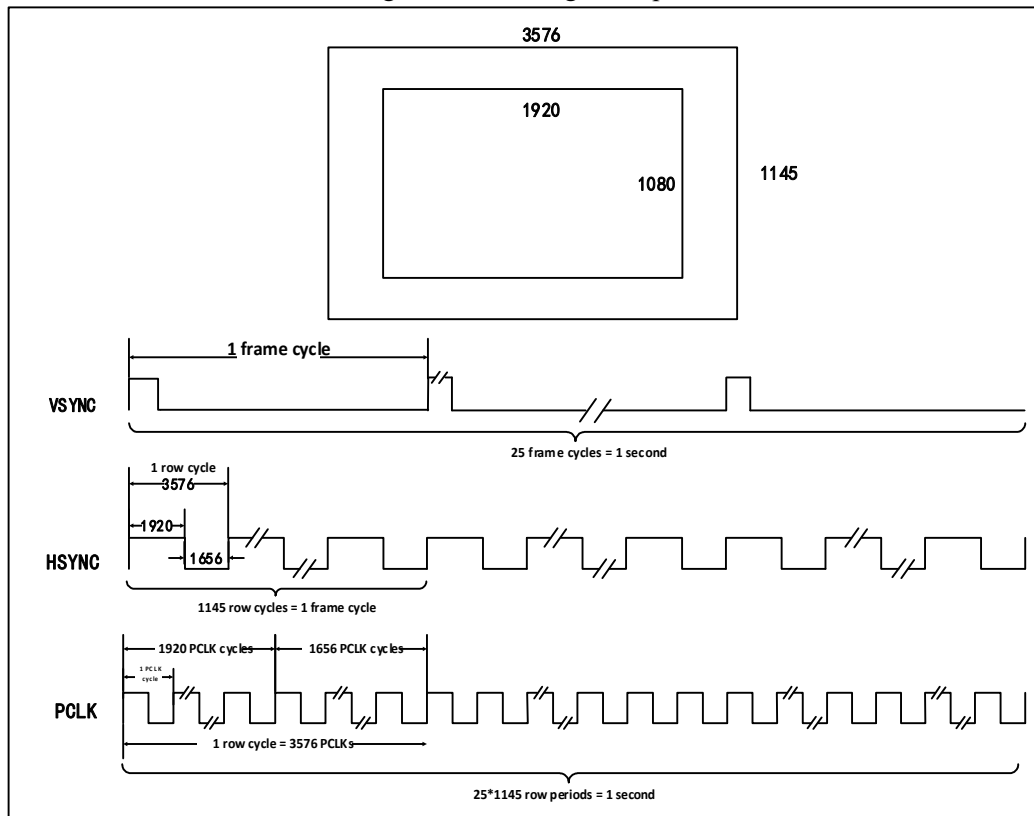 3576
1920
1080
1145
1 frame cycle
VSYNC
25 frame cycles = 1 second
1 row cycle
3576
1920
1656
HSYNC
1145 row cycles = 1 frame cycle
1920 PCLK cycles
1656 PCLK cycles
1 PCLK
cycle
PCLK
1 row cycle = 3576 PCLKs
25*1145 row periods = 1 second